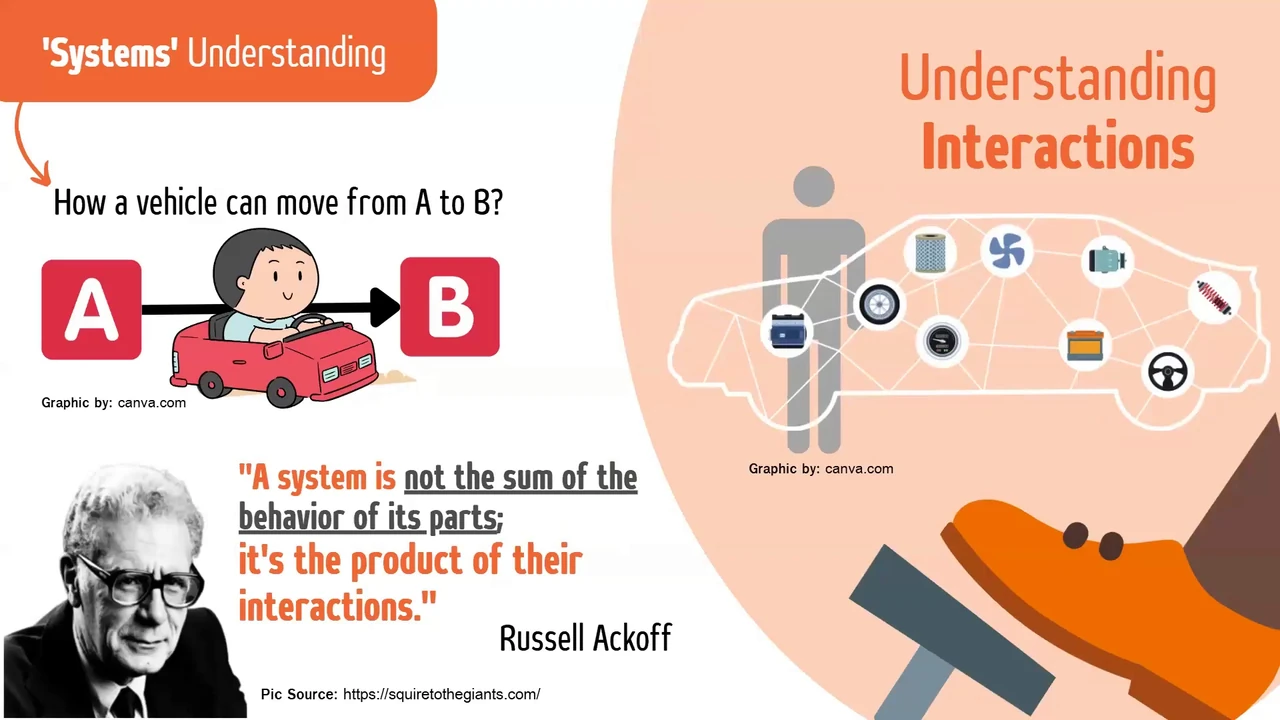 'Systems' Understanding
How a vehicle can move from A to B?
A
B
Graphic by: canva.com
"A system is not the sum of the
behavior of its parts;
it's the product of their
interactions."
Russell Ackoff
Pic Source: https://squiretothegiants.com/
Understanding
Interactions
Graphic by: canva.com